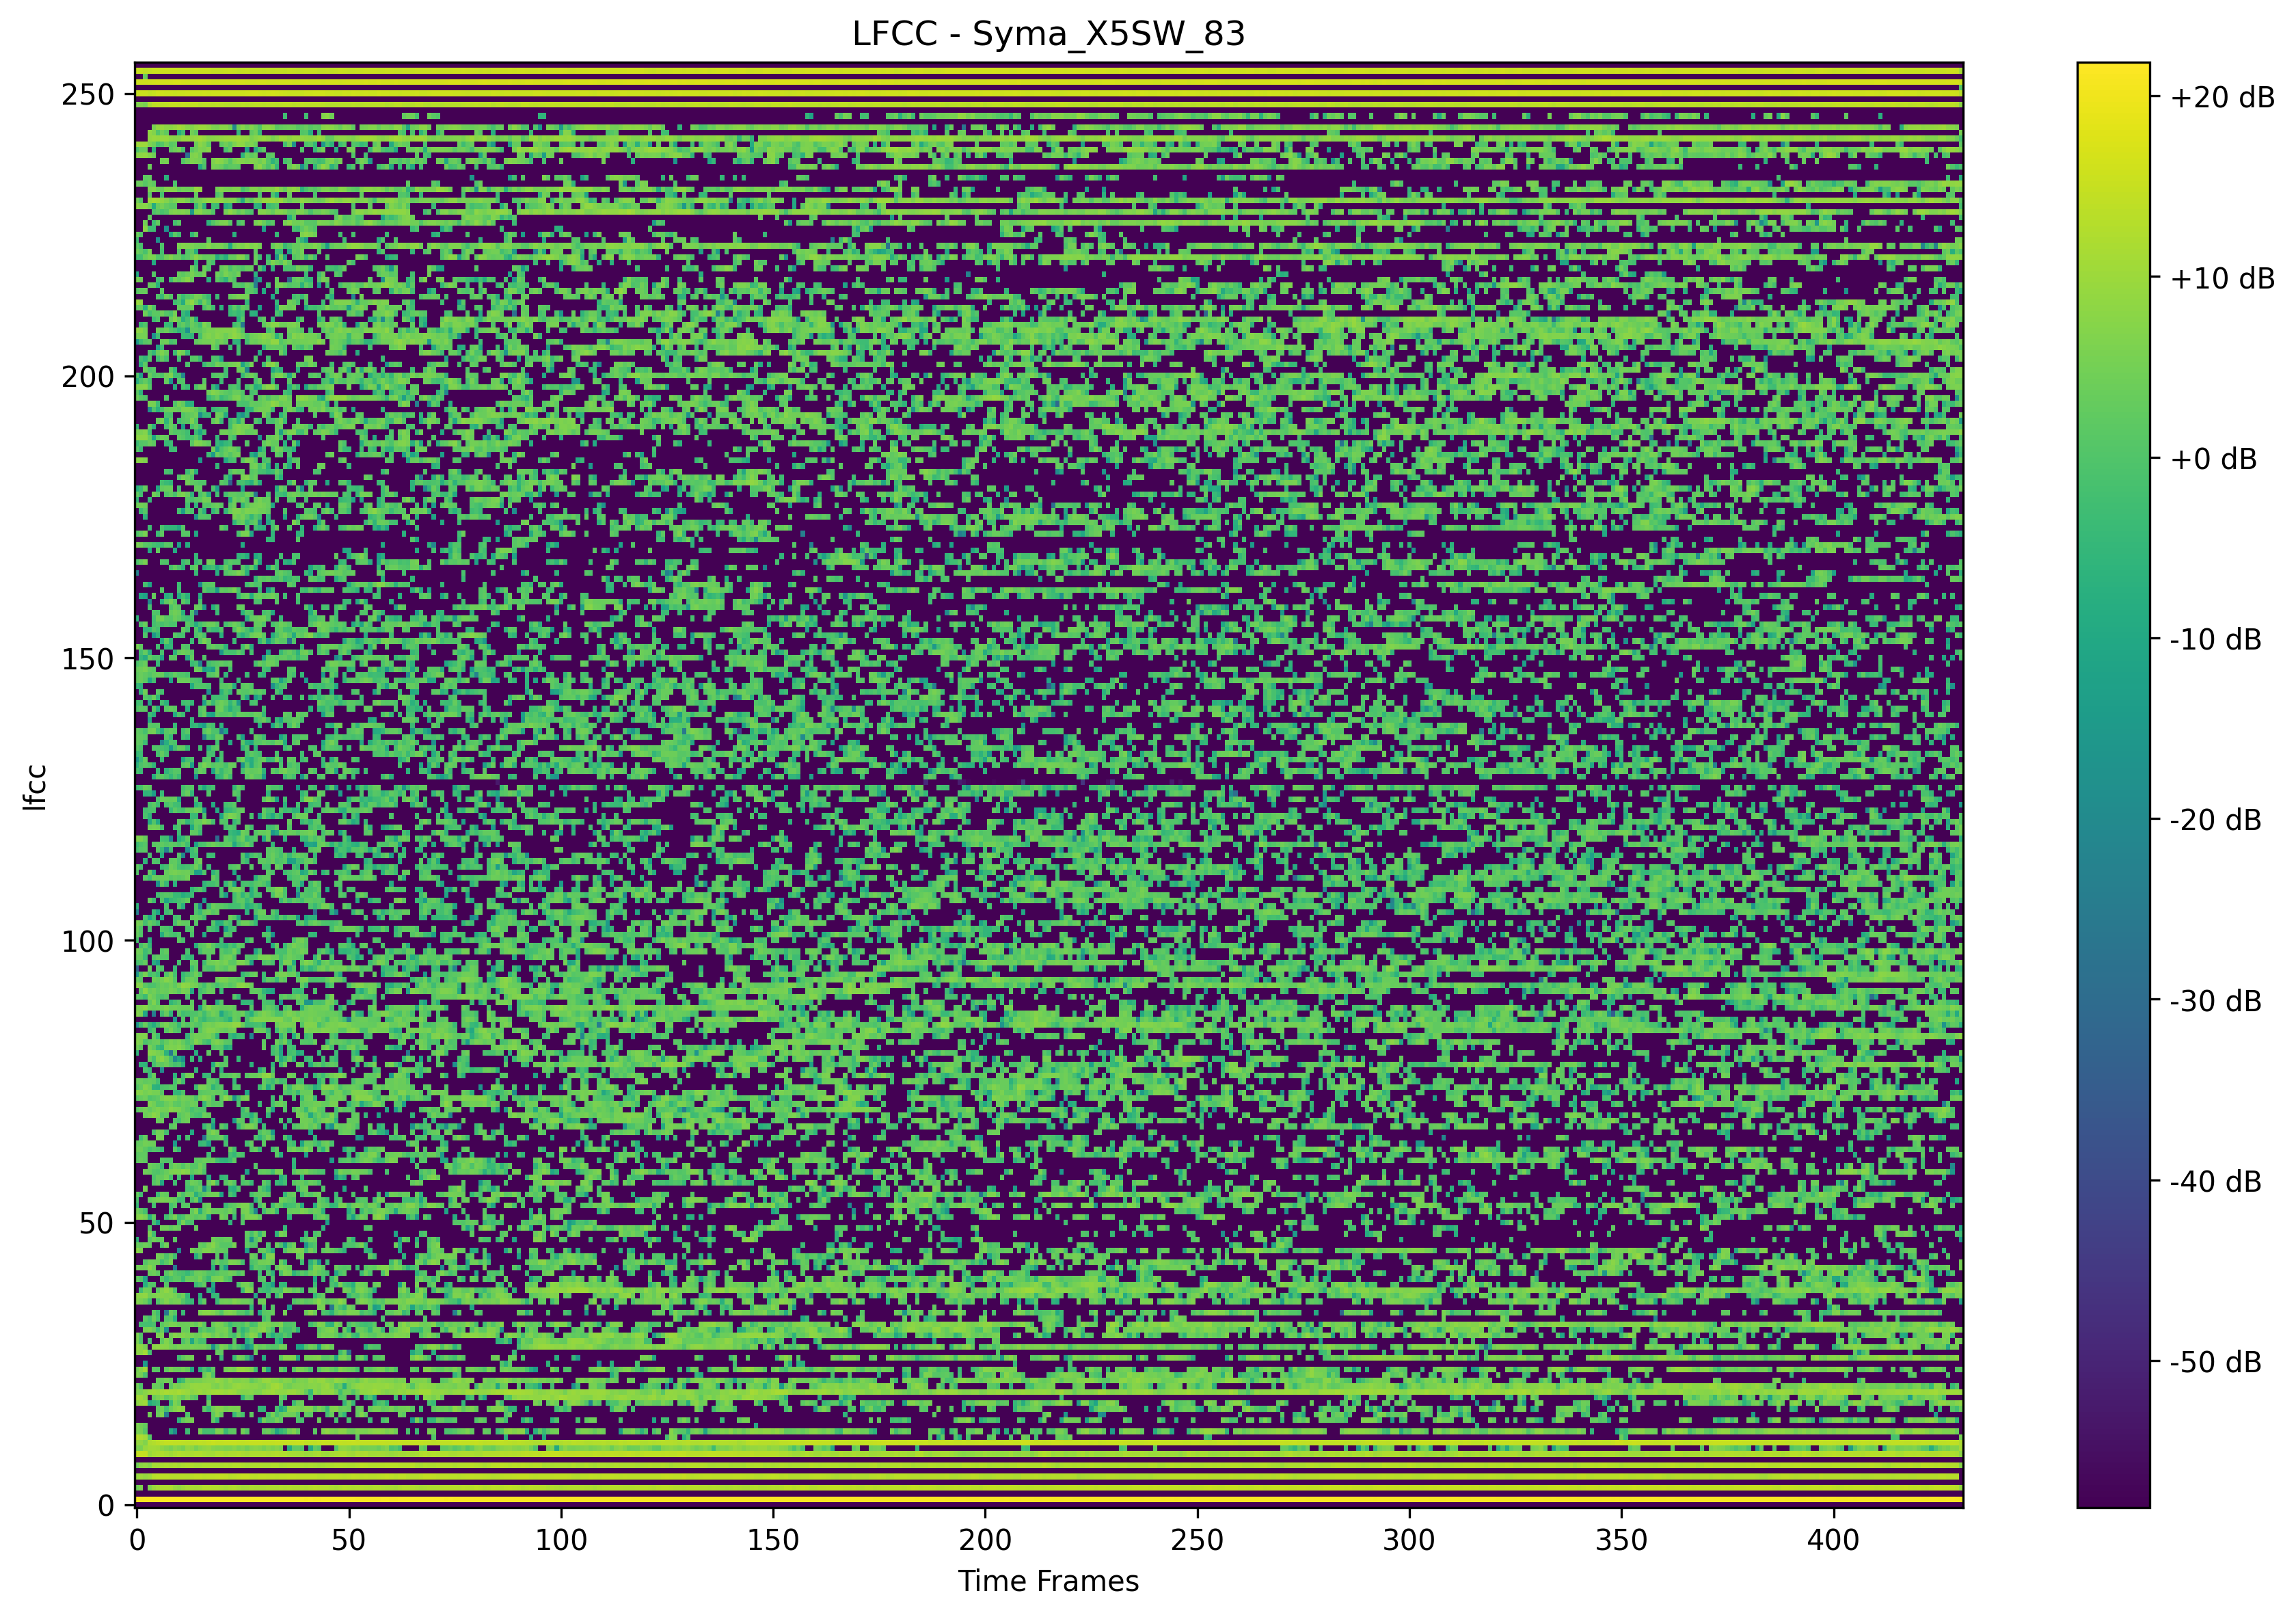 LFCC - Syma_X5SW_83
lfcc
250
200
150
100
50
0
0 50 100 150 200 250 300 350 400
Time Frames
+20 dB
+10 dB
+0 dB
-10 dB
-20 dB
-30 dB
-40 dB
-50 dB